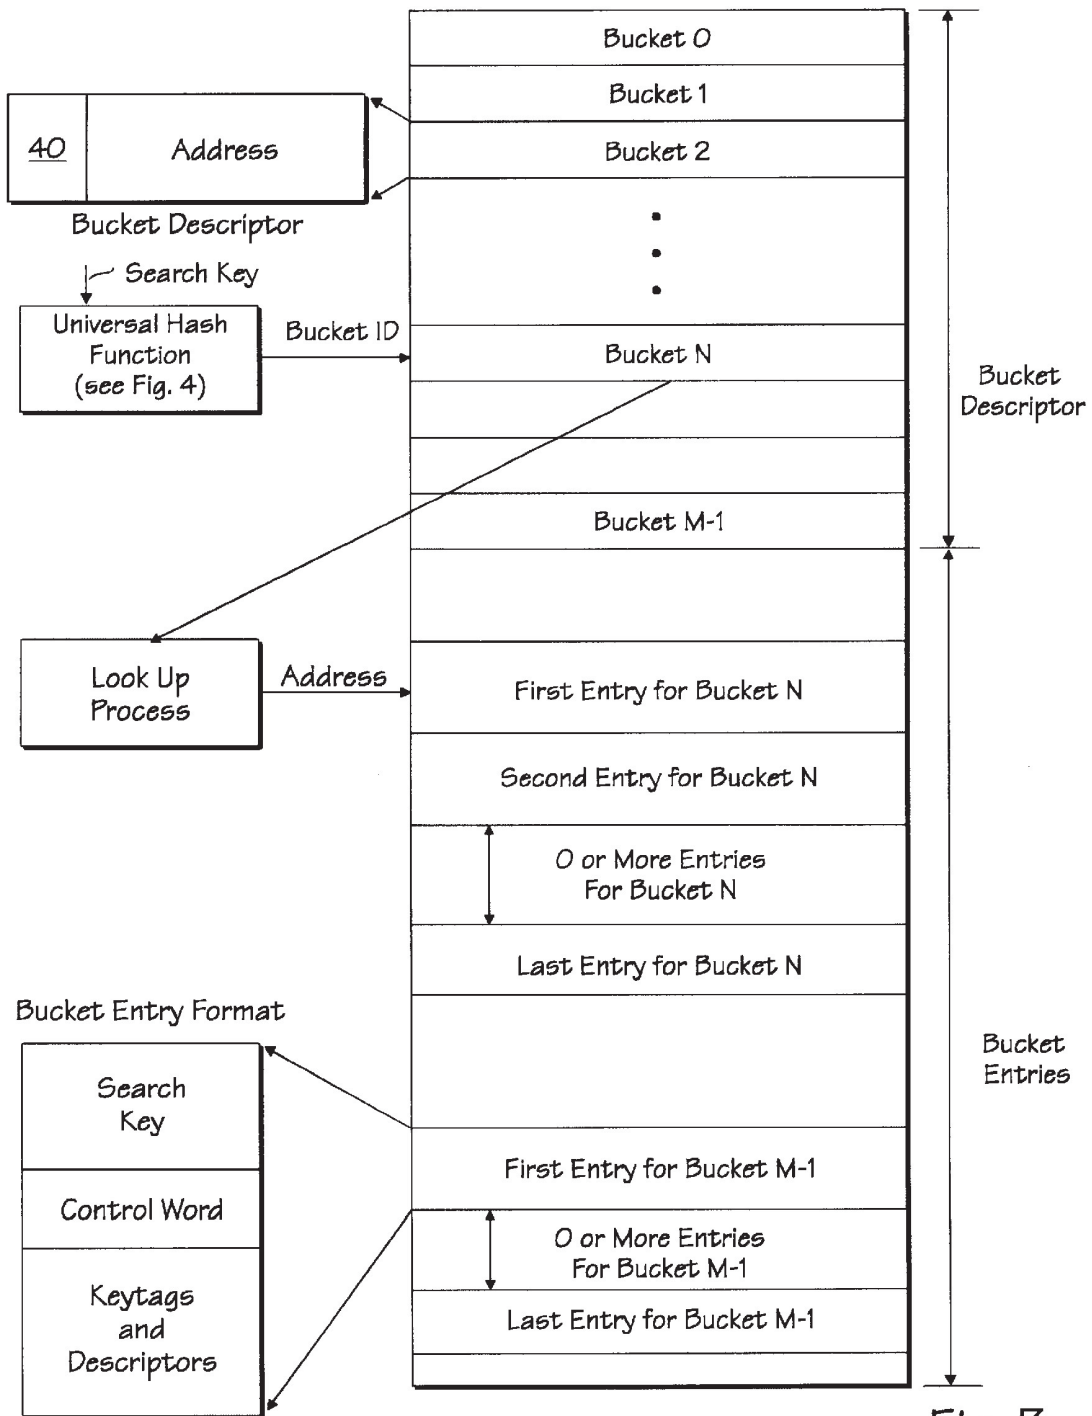 Bucket 0
Bucket 1
40
Address
Bucket 2
Bucket Descriptor
Search Key
Universal Hash
Function
(see Fig. 4)
Bucket ID
Bucket N
Bucket
Descriptor
Bucket M-1
Look Up
Process
Address
First Entry for Bucket N
Second Entry for Bucket N
0 or More Entries
For Bucket N
Last Entry for Bucket N
Bucket Entry Format
Bucket
Entries
Search
Key
First Entry for Bucket M-1
Control Word
0 or More Entries
For Bucket M-1
Keytags
and
Descriptors
Last Entry for Bucket M-1